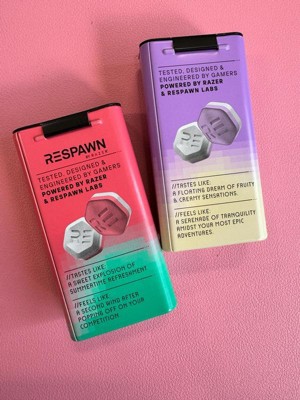 RESPAWN
BY RAZER
TESTED, DESIGNED &
ENGINEERED BY GAMERS
POWERED BY RAZER
& RESPAWN LABS
//TASTES LIKE:
A SWEET EXPLOSION OF
SUMMERTIME REFRESHMENT
//FEELS LIKE:
A SECOND WIND AFTER
POPPING OFF ON YOUR
COMPETITION.
TESTED, DESIGNED &
ENGINEERED BY GAMERS
POWERED BY RAZER
& RESPAWN LABS
//TASTES LIKE:
A FLOATING DREAM OF FRUITY
& CREAMY SENSATIONS.
//FEELS LIKE:
A SERENADE OF TRANQUILITY
AMIDST YOUR MOST EPIC
ADVENTURES.